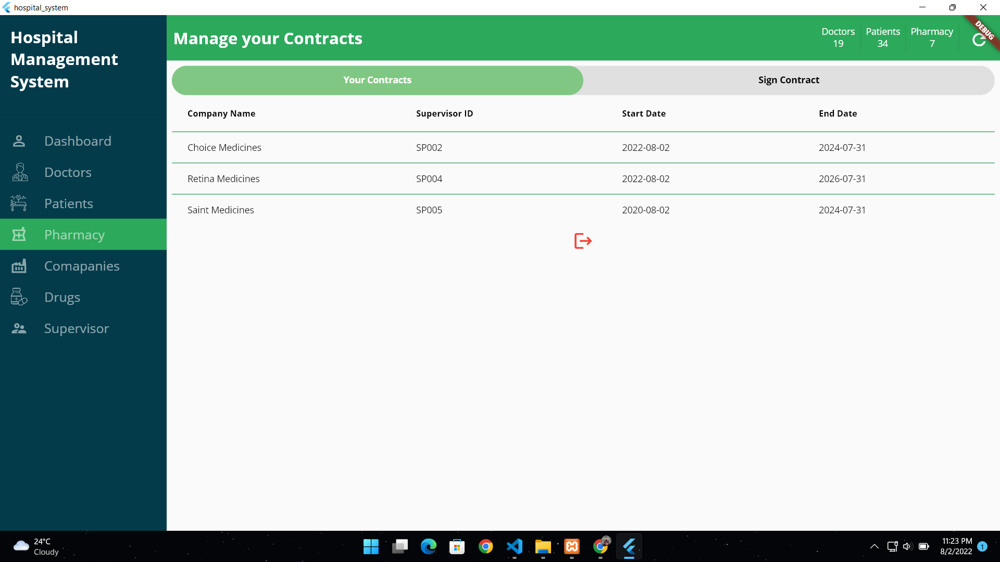 hospital_system
Hospital
Management
System
Manage your Contracts
Doctors Patients Pharmacy
19 34 7
DEBUG
Your Contracts Sign Contract
Company Name Supervisor ID Start Date End Date
Choice Medicines SP002 2022-08-02 2024-07-31
Retina Medicines SP004 2022-08-02 2026-07-31
Saint Medicines SP005 2020-08-02 2024-07-31
Dashboard
Doctors
Patients
Pharmacy
Comapanies
Drugs
Supervisor
24°C
Cloudy
11:23 PM
8/2/2022
1